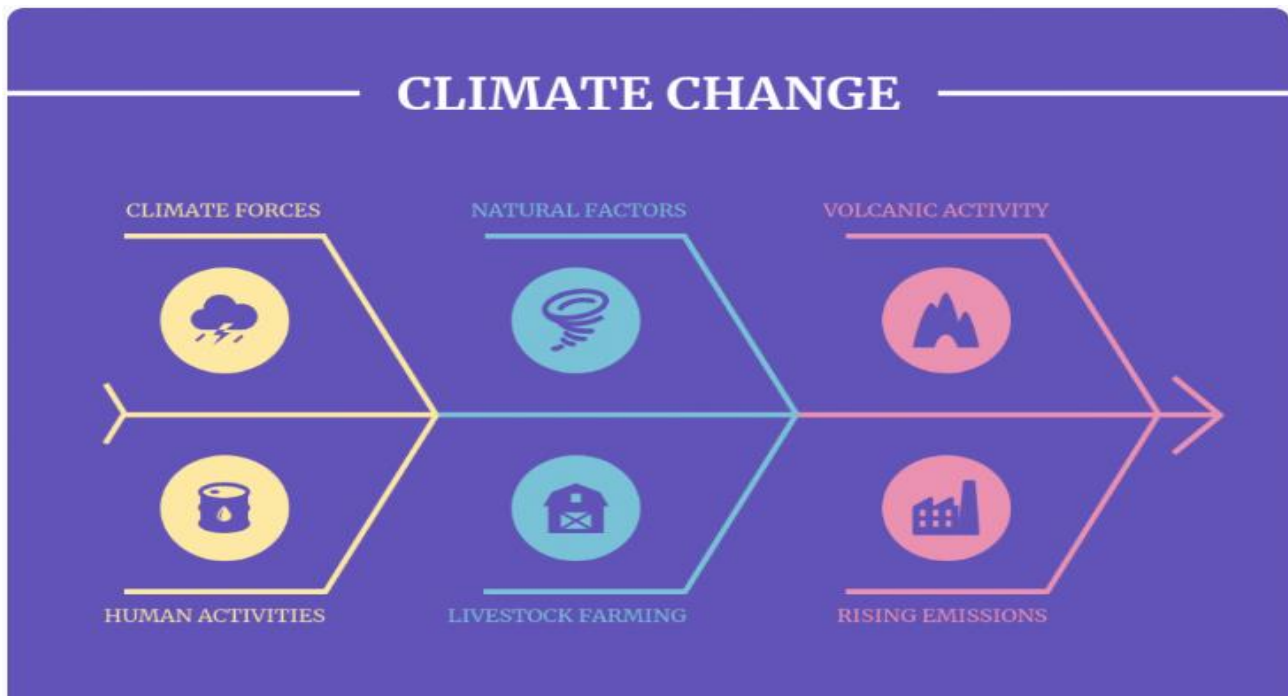 CLIMATE CHANGE
CLIMATE FORCES
NATURAL FACTORS
VOLCANIC ACTIVITY
HUMAN ACTIVITIES
LIVESTOCK FARMING
RISING EMISSIONS